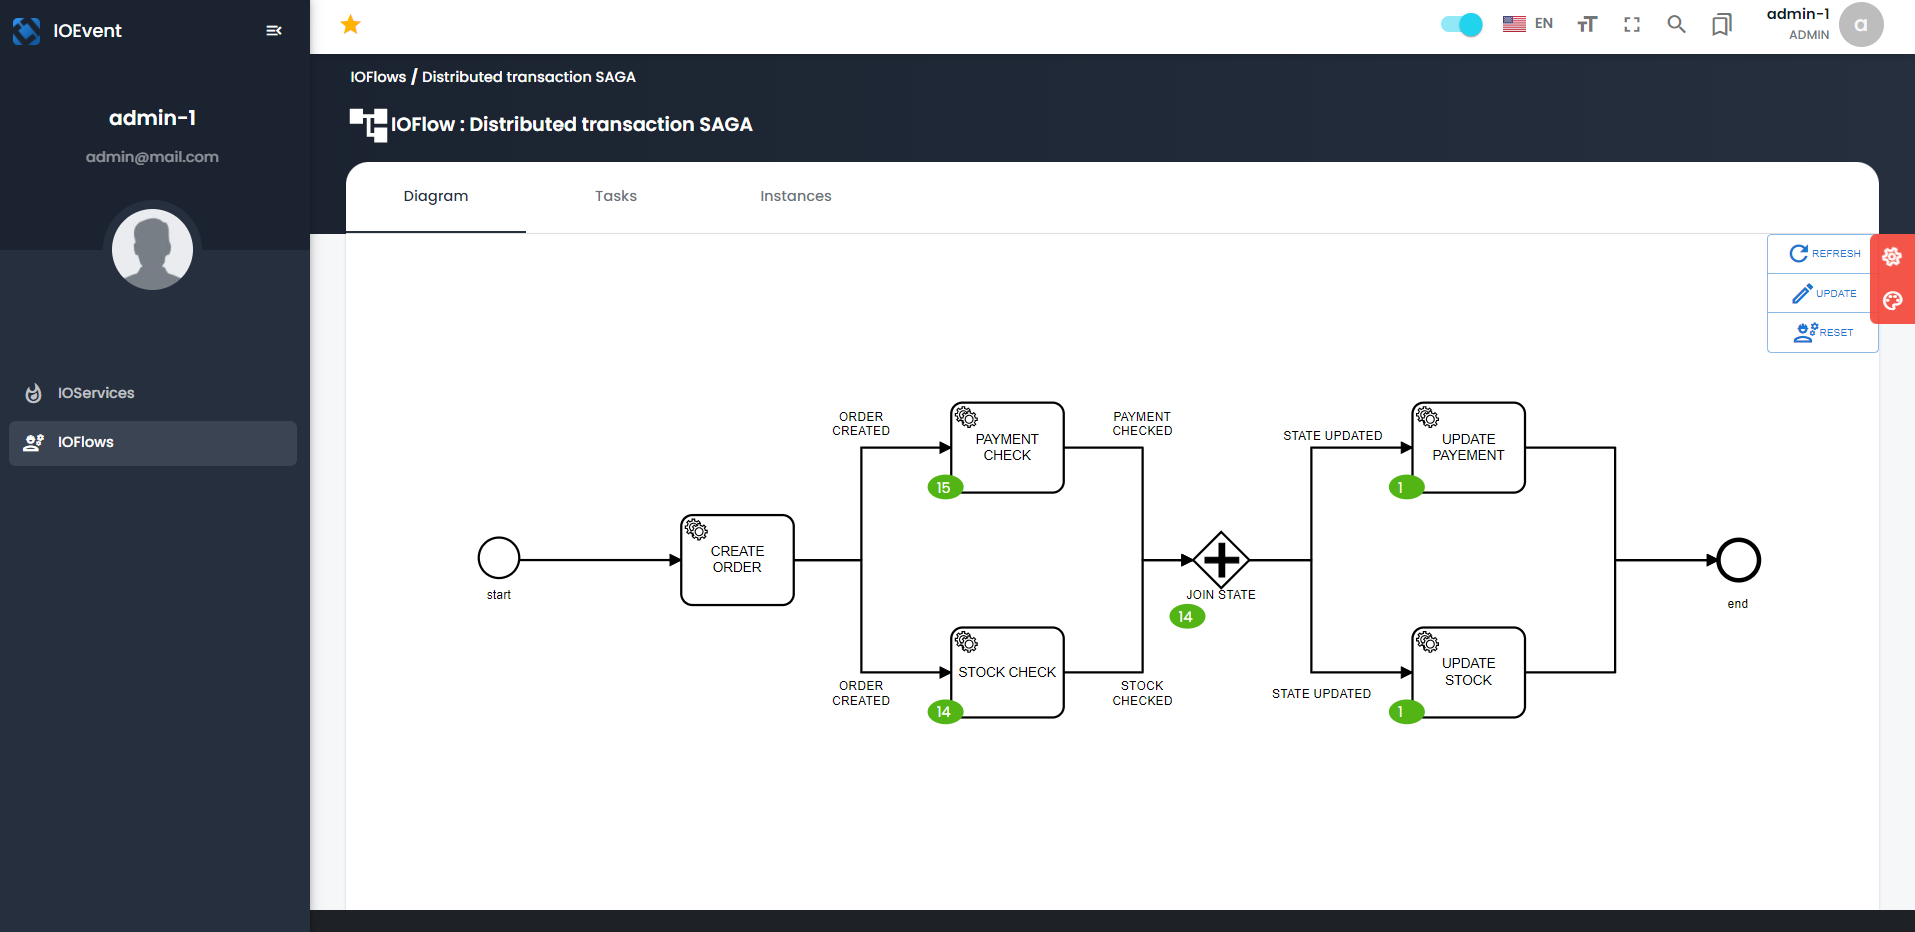 IOEvent
admin-1
admin@mail.com
IOServices
IOFlows
EN
admin-1
ADMIN
a
IOFlows / Distributed transaction SAGA
IOFlow : Distributed transaction SAGA
Diagram
Tasks
Instances
REFRESH
UPDATE
RESET
start
CREATE
ORDER
ORDER
CREATED
PAYMENT
CHECK
15
PAYMENT
CHECKED
ORDER
CREATED
STOCK CHECK
14
STOCK
CHECKED
JOIN STATE
14
STATE UPDATED
UPDATE
PAYEMENT
1
STATE UPDATED
UPDATE
STOCK
1
end